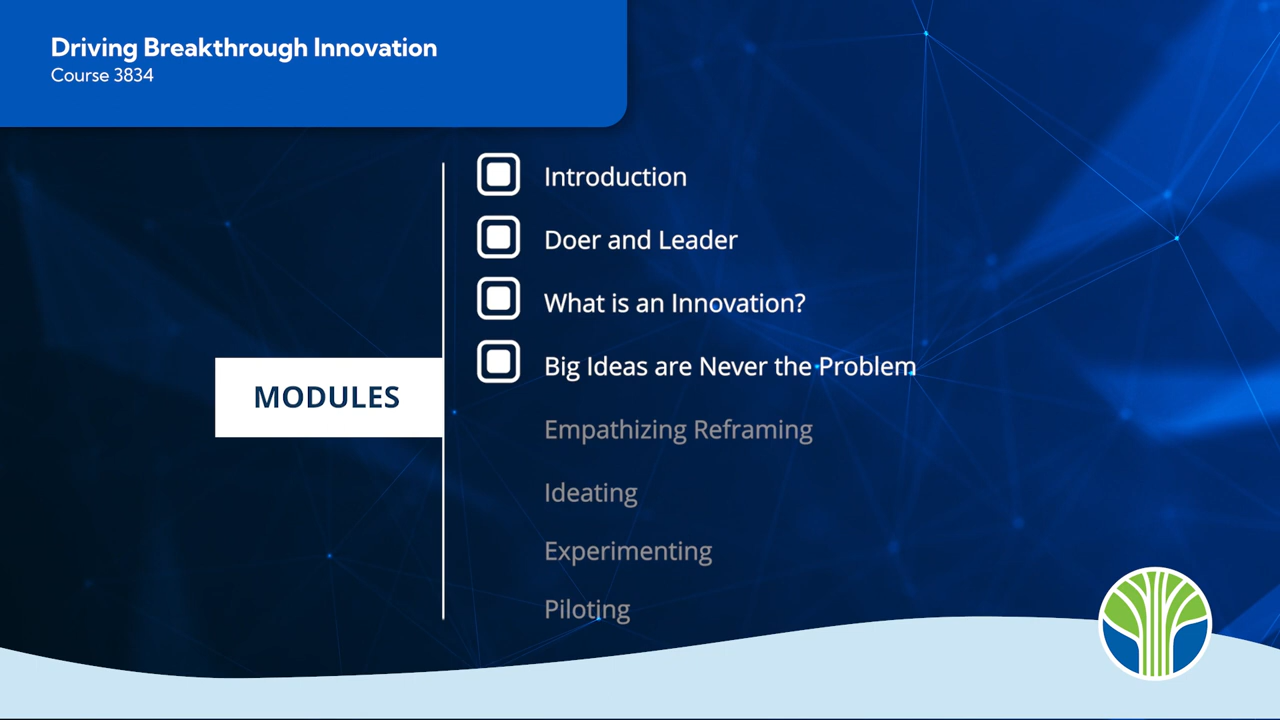 Driving Breakthrough Innovation
Course 3834
Introduction
Doer and Leader
What is an Innovation?
Big Ideas are Never the Problem
MODULES
Empathizing Reframing
Ideating
Experimenting
Piloting